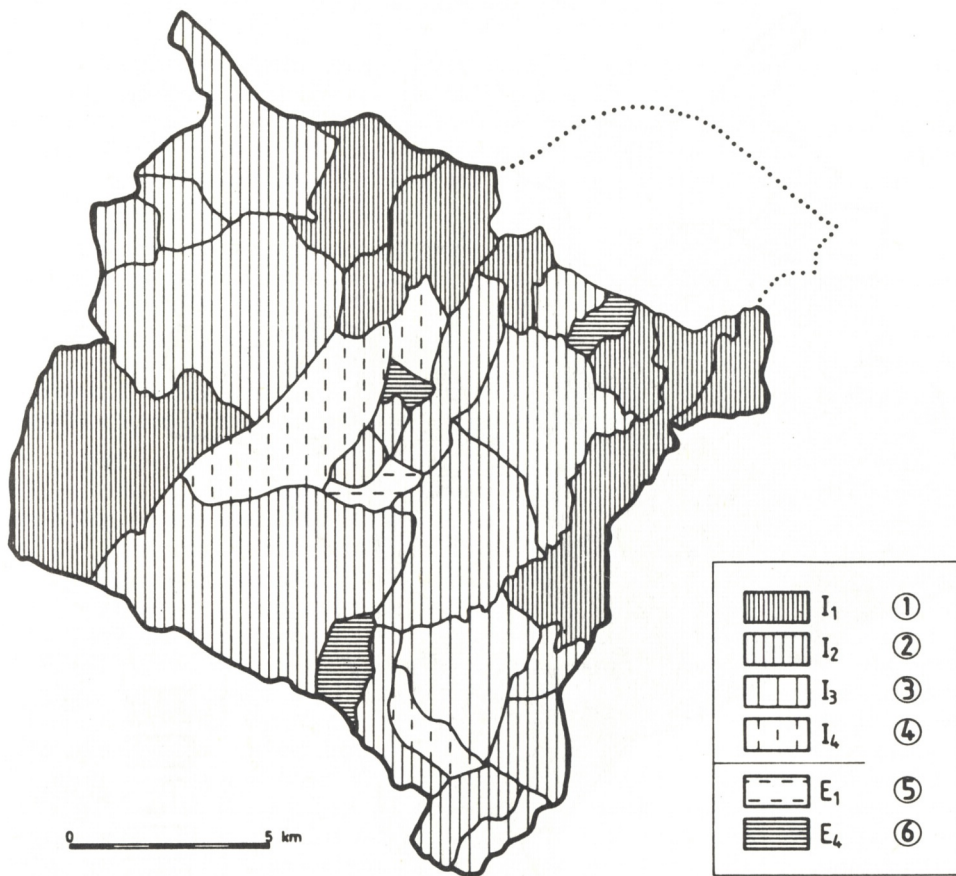 I₁ ①
I₂ ②
I₃ ③
I₄ ④
E₁ ⑤
E₄ ⑥
0 5 km